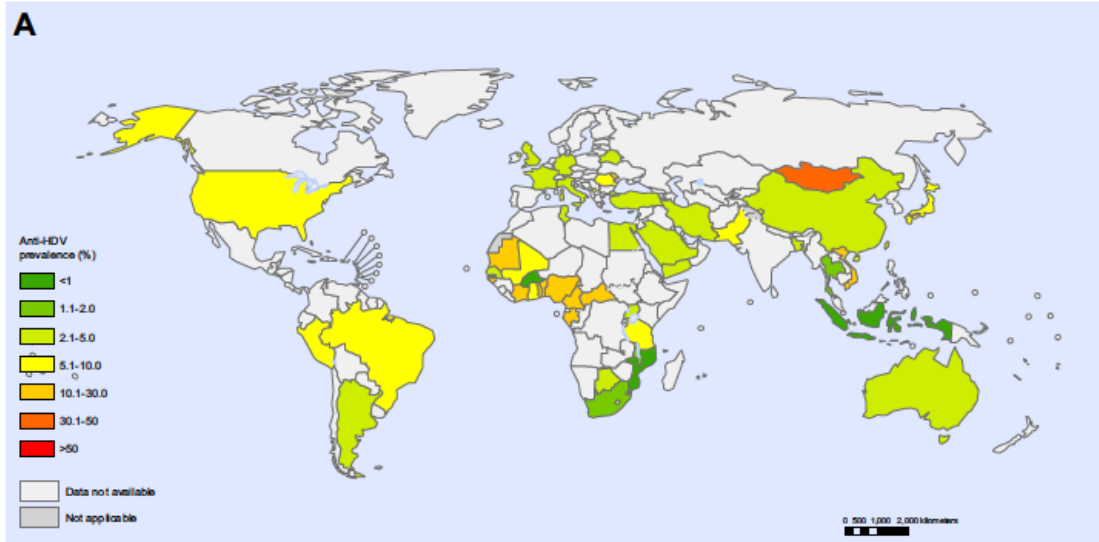 A
Anti-HDV
prevalence (%)
<1
1.1-2.0
2.1-5.0
5.1-10.0
10.1-30.0
30.1-50
>50
Data not available
Not applicable
0 500 1,000 2,000 kilometers